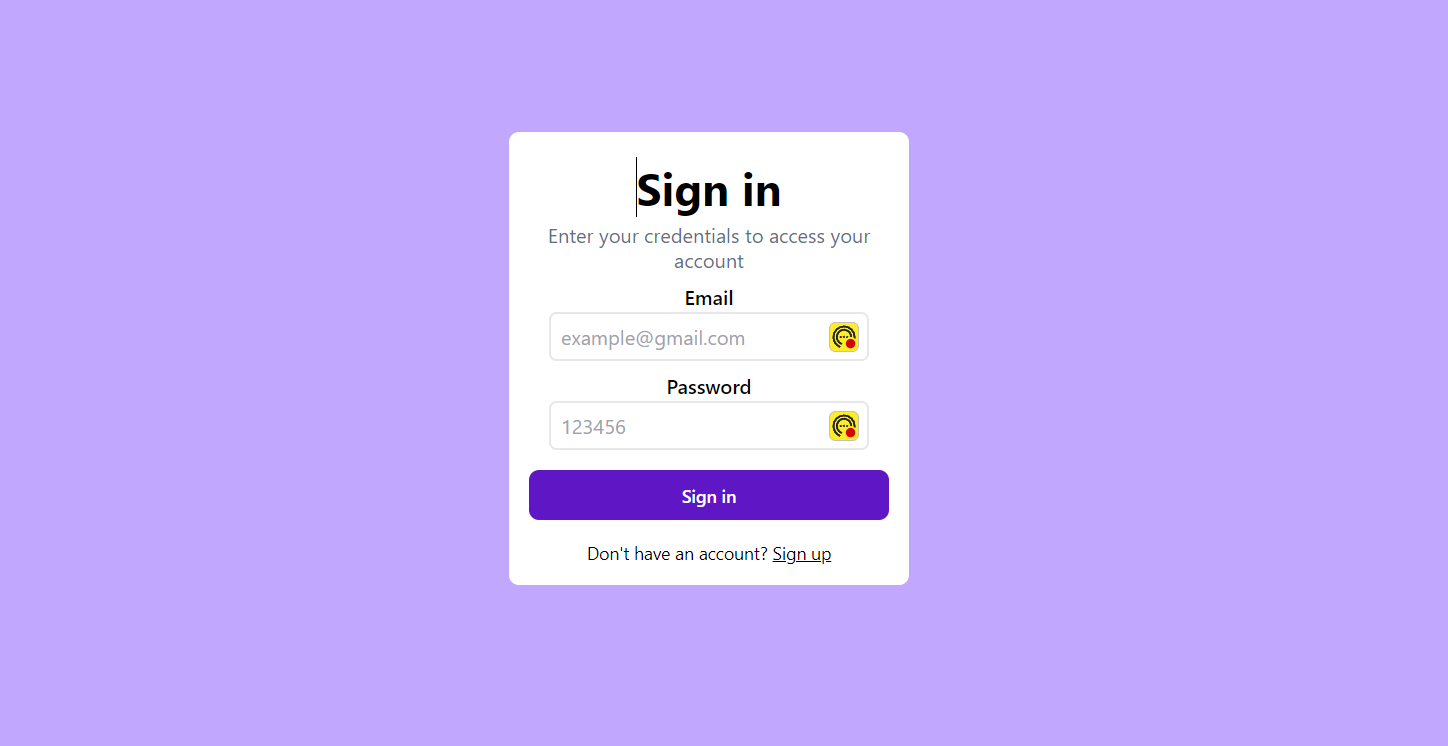 Sign in
Enter your credentials to access your
account
Email
example@gmail.com
Password
123456
Sign in
Don't have an account? Sign up